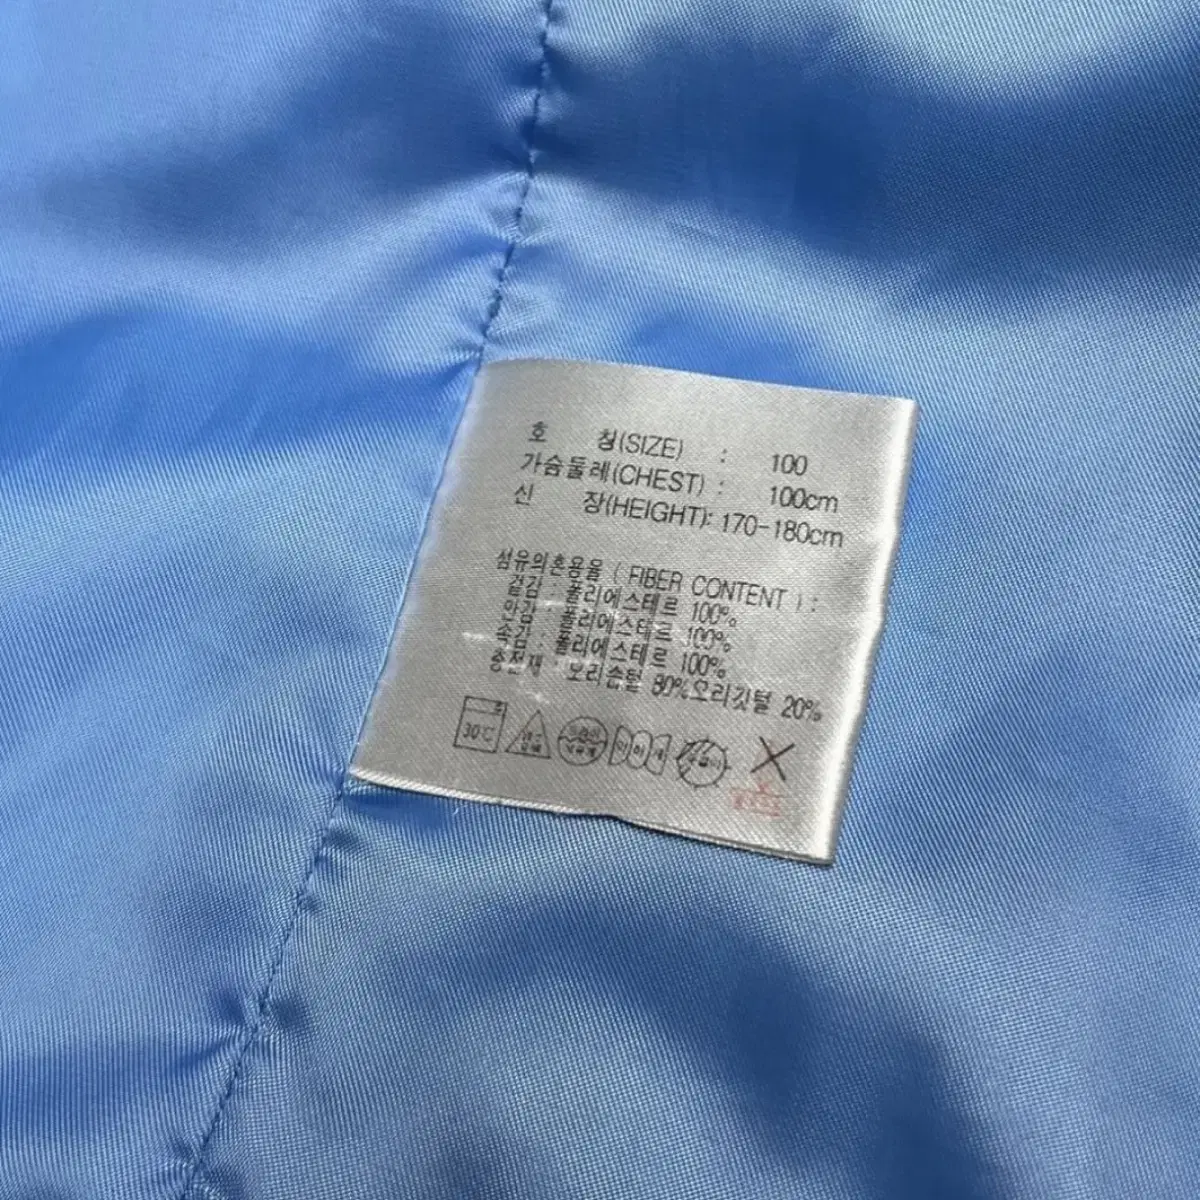 호 칭(SIZE) : 100
가슴둘레(CHEST) : 100cm
신 장(HEIGHT): 170-180cm
섬유의혼용율 ( FIBER CONTENT ) :
겉감 : 폴리에스테르 100%
안감 : 폴리에스테르 100%
속감 : 폴리에스테르 100%
충전재 : 오리솜털 80%오리깃털 20%
30℃